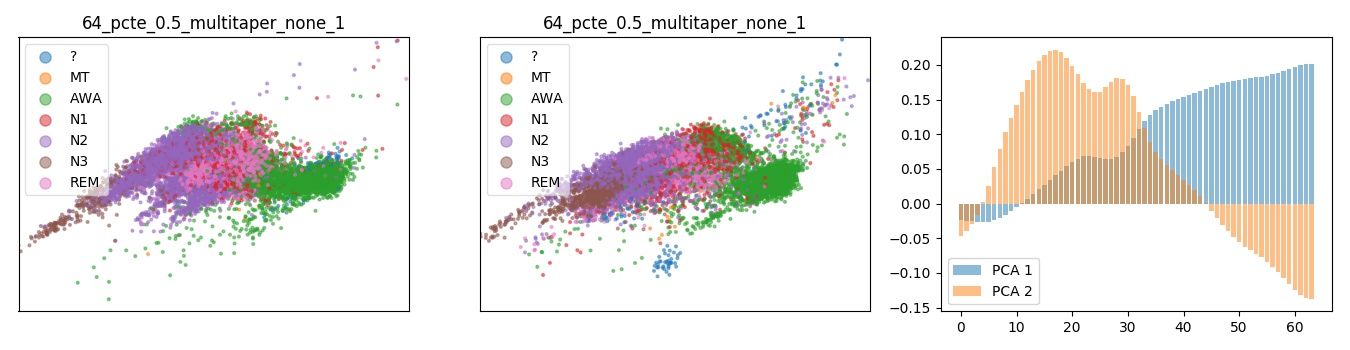 64_pcte_0.5_multitaper_none_1
?
MT
AWA
N1
N2
N3
REM
64_pcte_0.5_multitaper_none_1
?
MT
AWA
N1
N2
N3
REM
0.20
0.15
0.10
0.05
0.00
−0.05
−0.10
−0.15
PCA 1
PCA 2
0 10 20 30 40 50 60